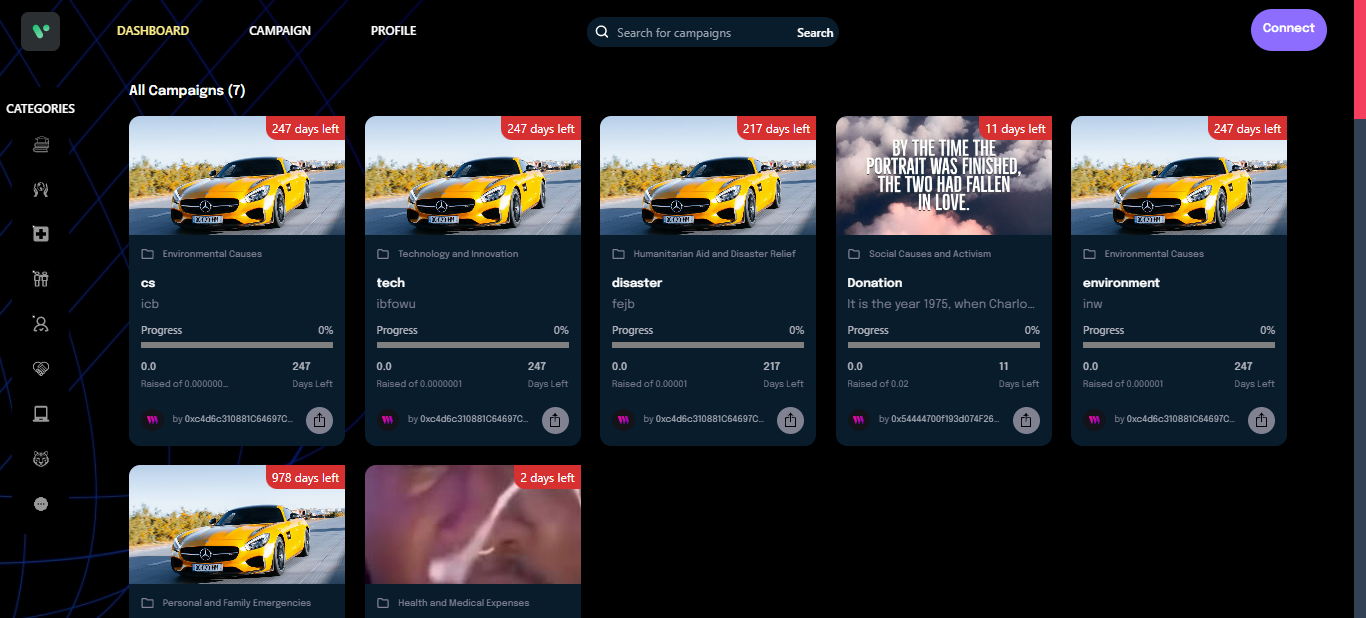 DASHBOARD CAMPAIGN PROFILE Search for campaigns Search Connect
All Campaigns (7)
CATEGORIES
247 days left
Environmental Causes
cs
icb
Progress 0%
0.0 247
Raised of 0.000000... Days Left
by 0xc4d6c310881C64697C...
247 days left
Technology and Innovation
tech
ibfowu
Progress 0%
0.0 247
Raised of 0.0000001 Days Left
by 0xc4d6c310881C64697C...
217 days left
Humanitarian Aid and Disaster Relief
disaster
fejb
Progress 0%
0.0 217
Raised of 0.00001 Days Left
by 0xc4d6c310881C64697C...
11 days left
BY THE TIME THE
PORTRAIT WAS FINISHED,
THE TWO HAD FALLEN
IN LOVE.
Social Causes and Activism
Donation
It is the year 1975, when Charlo...
Progress 0%
0.0 11
Raised of 0.02 Days Left
by 0x54444700f193d074F26...
247 days left
Environmental Causes
environment
inw
Progress 0%
0.0 247
Raised of 0.000001 Days Left
by 0xc4d6c310881C64697C...
978 days left
Personal and Family Emergencies
2 days left
Health and Medical Expenses